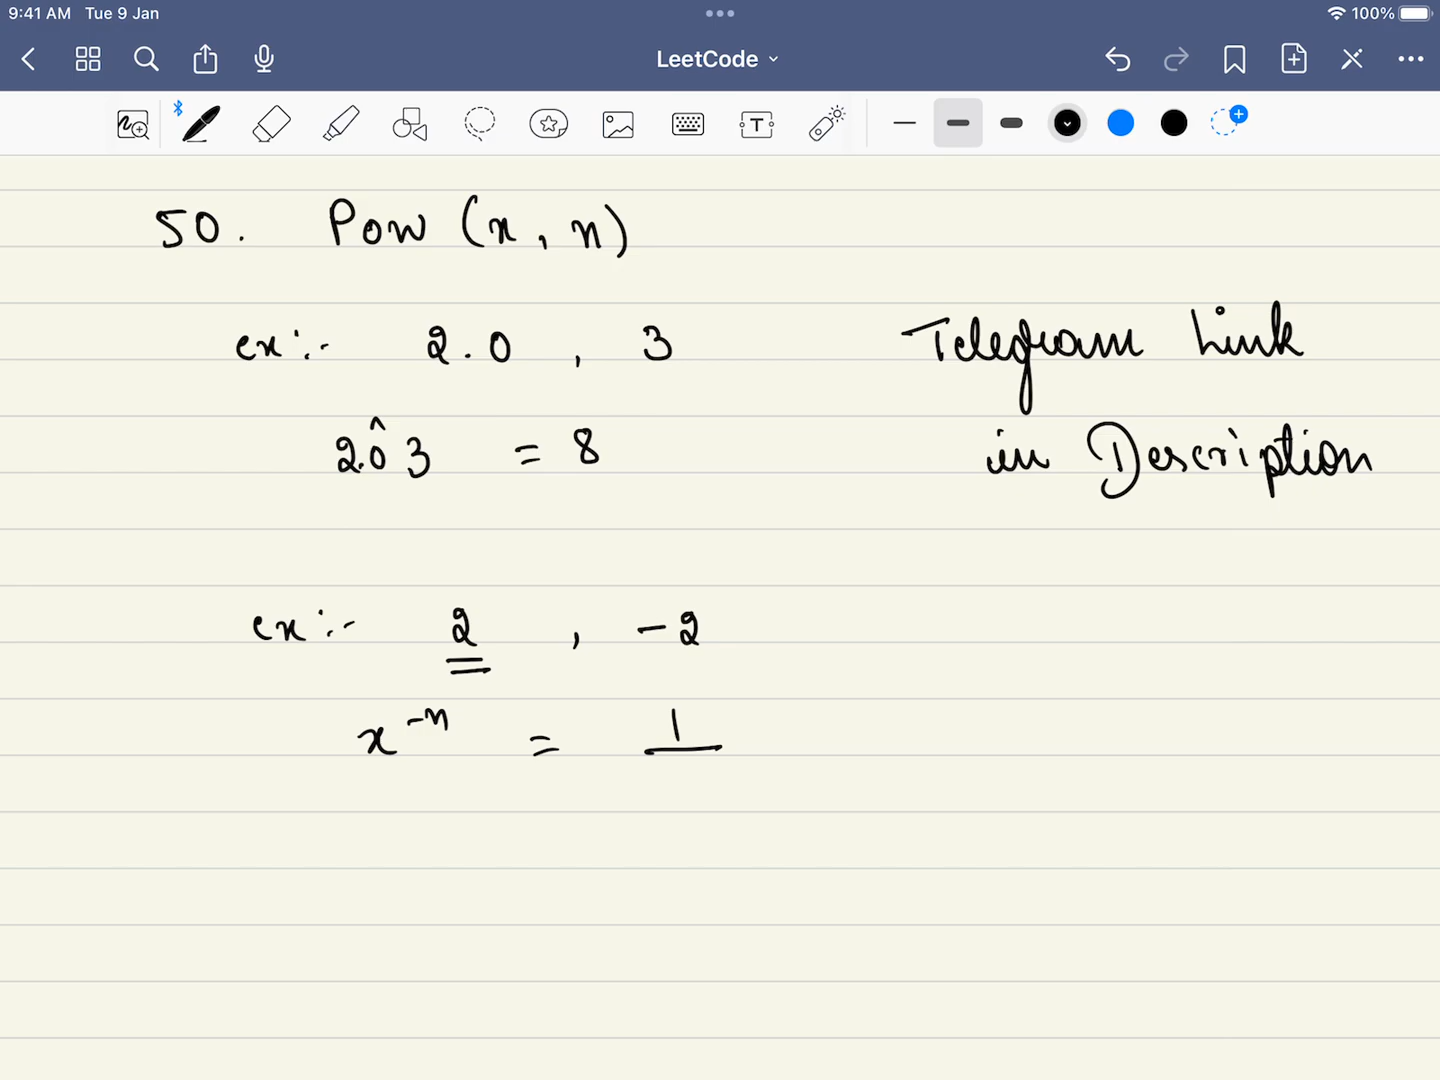 9:41 AM Tue 9 Jan
100%
LeetCode
T
50. Pow (x, n)
ex:- 2.0 , 3
Telegram Link
2.0^3 = 8
in Description
ex:- 2 , -2
x^-n = 1